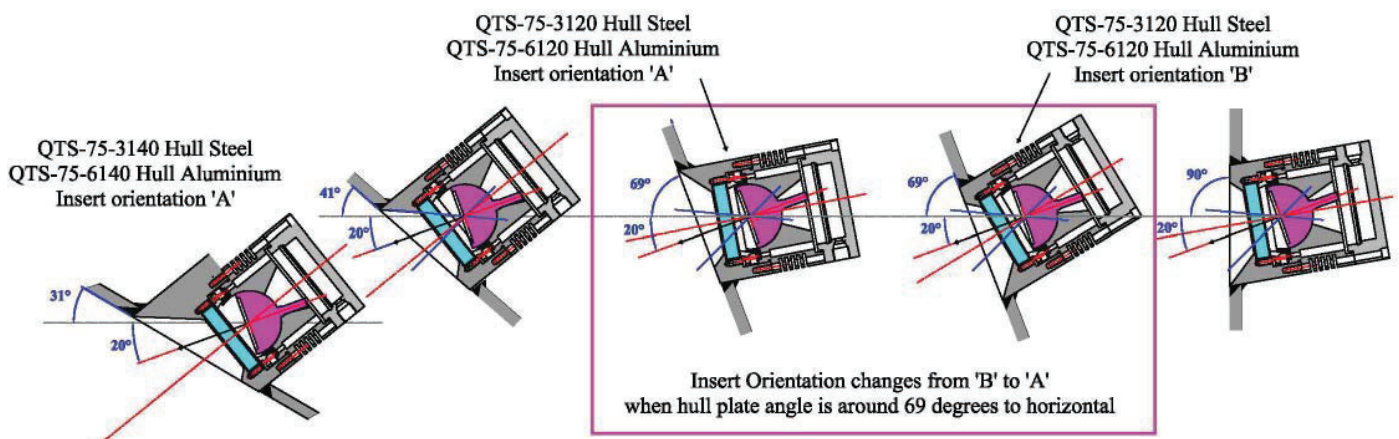 QTS-75-3120 Hull Steel
QTS-75-6120 Hull Aluminium
Insert orientation 'A'
QTS-75-3120 Hull Steel
QTS-75-6120 Hull Aluminium
Insert orientation 'B'
QTS-75-3140 Hull Steel
QTS-75-6140 Hull Aluminium
Insert orientation 'A'
41°
20°
69°
20°
69°
20°
90°
20°
31°
20°
Insert Orientation changes from 'B' to 'A'
when hull plate angle is around 69 degrees to horizontal